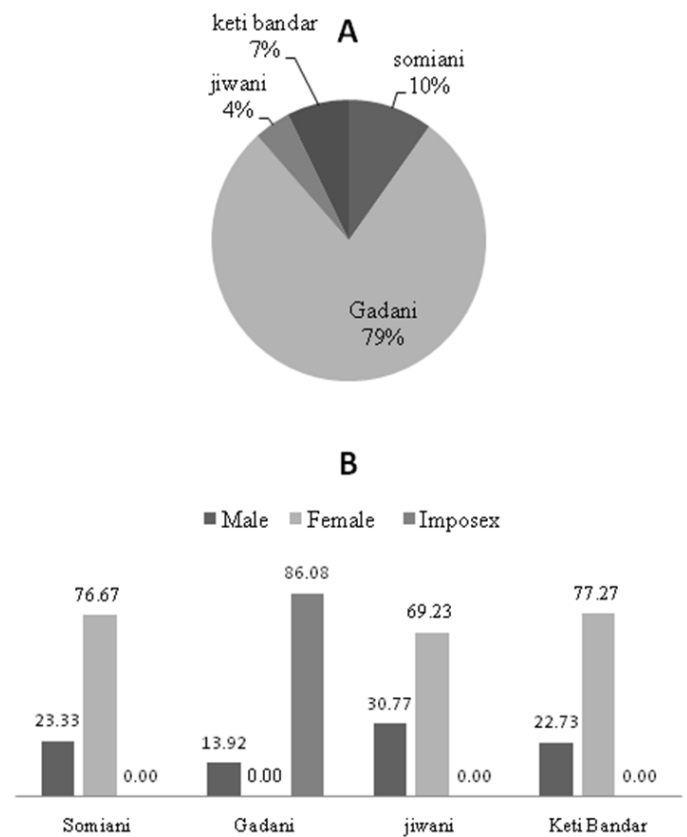 A
keti bandar
7%
somiani
10%
jiwani
4%
Gadani
79%
B
Male Female Imposex
86.08
76.67
77.27
69.23
30.77
23.33
22.73
13.92
0.00 0.00 0.00 0.00
Somiani Gadani jiwani Keti Bandar